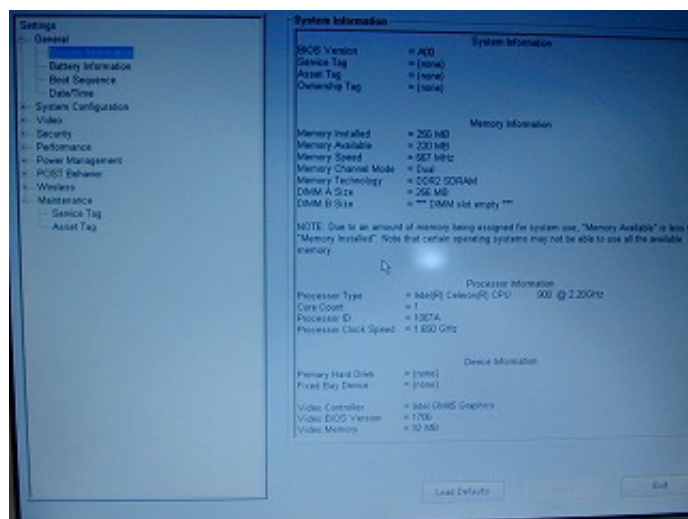 Settings
General
System Information
Battery Information
Boot Sequence
Date/Time
System Configuration
Video
Security
Performance
Power Management
POST Behavior
Wireless
Maintenance
Service Tag
Asset Tag
System Information
System Information
BIOS Version = A00
Service Tag = (none)
Asset Tag = (none)
Ownership Tag = (none)
Memory Information
Memory Installed = 256 MB
Memory Available = 220 MB
Memory Speed = 667 MHz
Memory Channel Mode = Dual
Memory Technology = DDR2 SDRAM
DIMM A Size = 256 MB
DIMM B Size = *** DIMM slot empty ***
NOTE: Due to an amount of memory being assigned for system use, "Memory Available" is less
"Memory Installed". Note that certain operating systems may not be able to use all the available
memory.
Processor Information
Processor Type = Intel(R) Celeron(R) CPU 900 @ 2.20GHz
Core Count = 1
Processor ID = 1067A
Processor Clock Speed =
Device Information
Primary Hard Drive = (none)
Fixed Bay Device = (none)
Video Controller = Intel Graphics
Video BIOS Version = 1706
Video Memory = 32 MB
Load Defaults
Exit